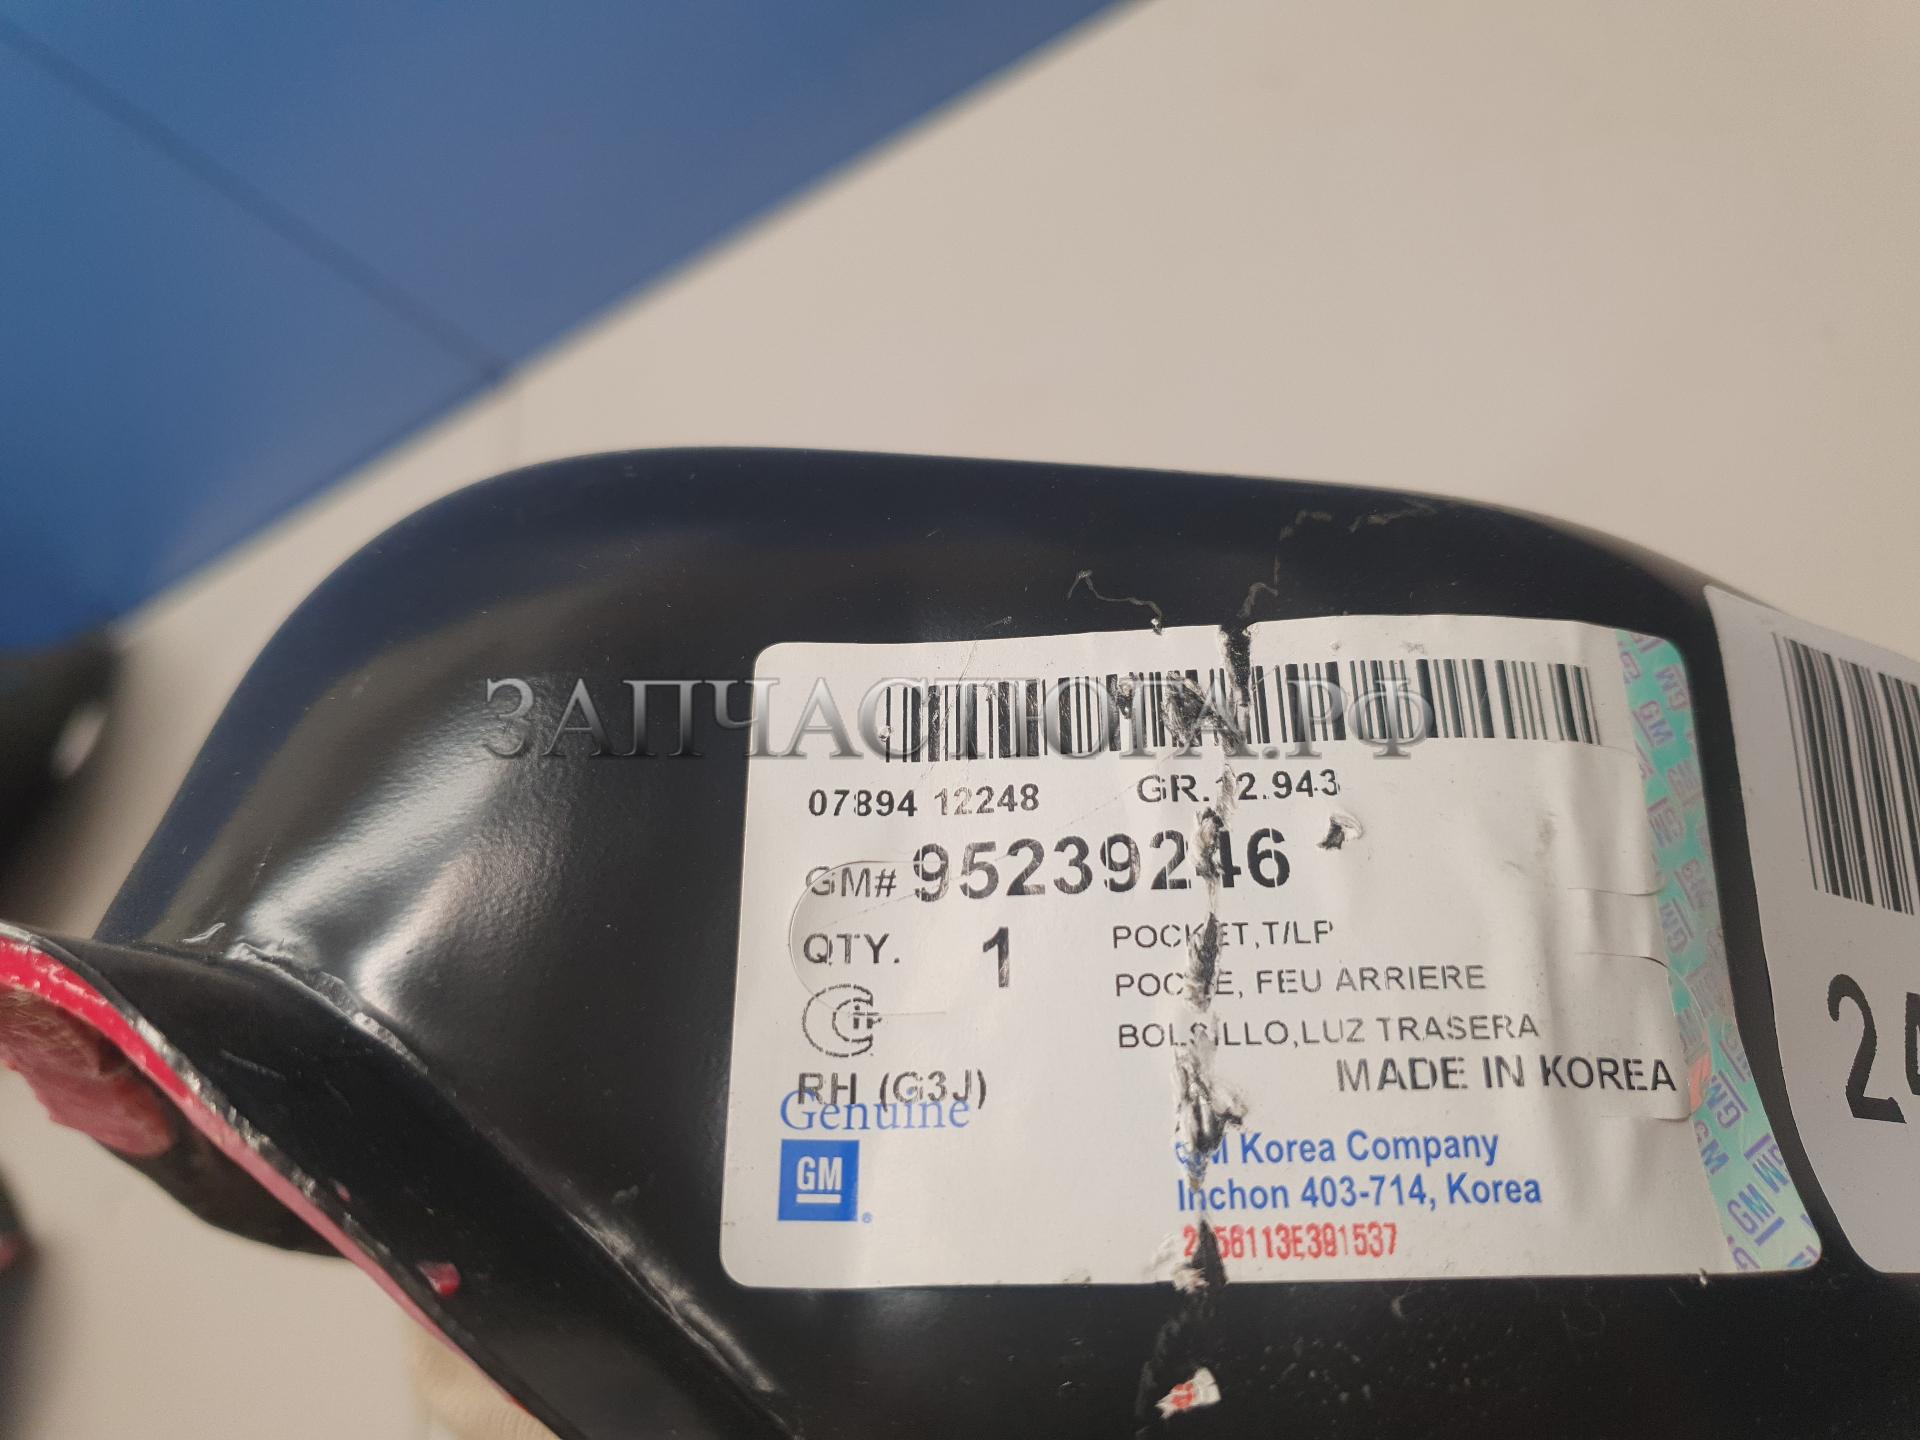 ЗАПЧАСТЮГА.РФ
07894 12248 GR.12.943
GM# 95239246
QTY. 1 POCKET,T/LP
POCHE, FEU ARRIERE
BOLSILLO,LUZ TRASERA
MADE IN KOREA
RH (G3J)
Genuine
GM
GM Korea Company
Inchon 403-714, Korea